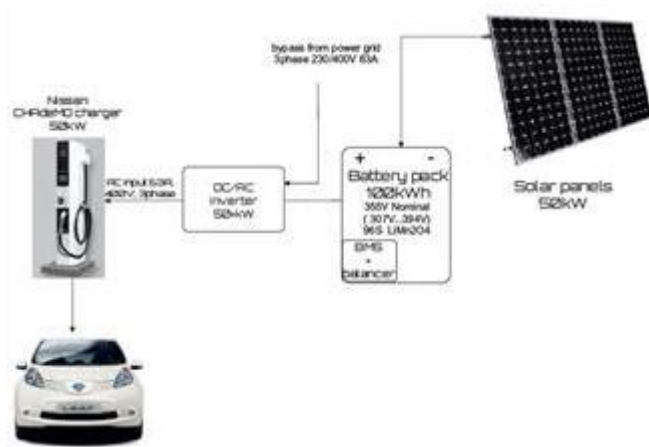 bypass from power grid
3phase 230/400V 63A
Nissan
CHAdeMO charger
50kW
AC input 63A,
400V, 3phase
DC/AC
inverter
50kW
+ -
Battery pack
100kWh
355V Nominal
( 307V...394V)
96S LiMn2O4
BMS
+
balancer
Solar panels
50kW